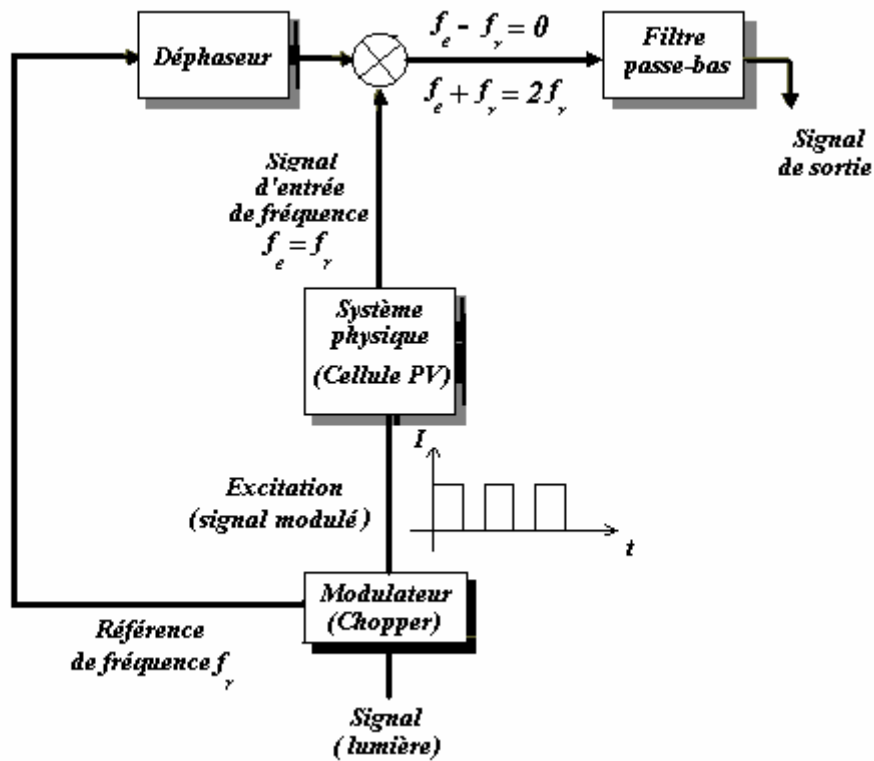 Déphaseur
f_e - f_r = 0
f_e + f_r = 2f_r
Filtre
passe-bas
Signal
de sortie
Signal
d'entrée
de fréquence
f_e = f_r
Système
physique
(Cellule PV)
I
t
Excitation
(signal modulé)
Modulateur
(Chopper)
Référence
de fréquence f_r
Signal
(lumière)